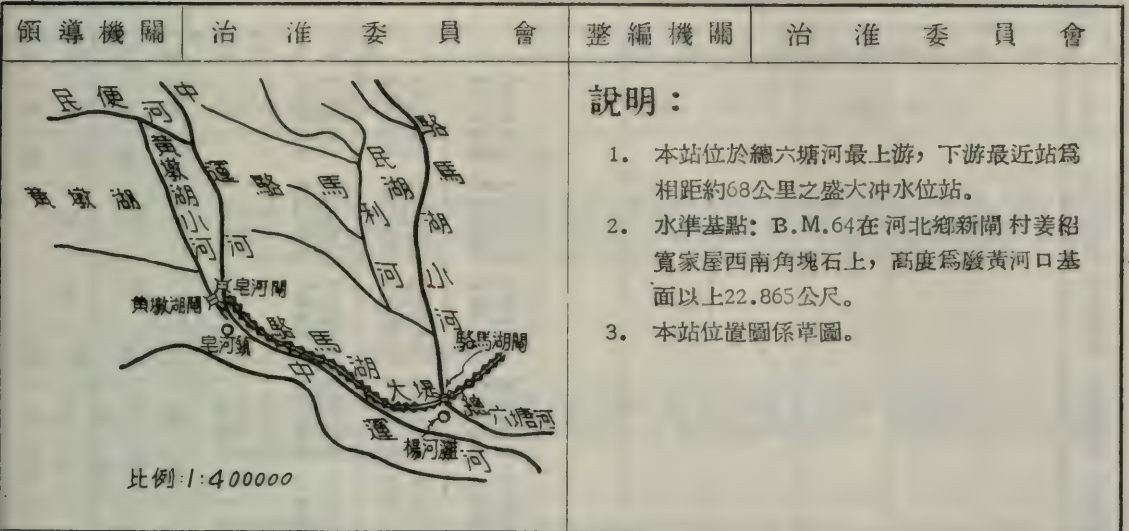 領導機關 治淮委員會 整編機關 治淮委員會
民便河
中運河
黃墩湖小河
黃墩湖
駱馬湖
民利河
駱馬湖小河
皂河閘
黃墩湖閘
皂河鎮
駱馬湖大堤
駱馬湖閘
總六塘河
楊河灘
中運河
比例:1:400000
說明：
1. 本站位於總六塘河最上游，下游最近站爲
相距約68公里之盛大冲水位站。
2. 水準基點：B.M.64在河北鄉新閘村姜紹
寬家屋西南角塊石上，高度爲廢黃河口基
面以上22.865公尺。
3. 本站位置圖係草圖。